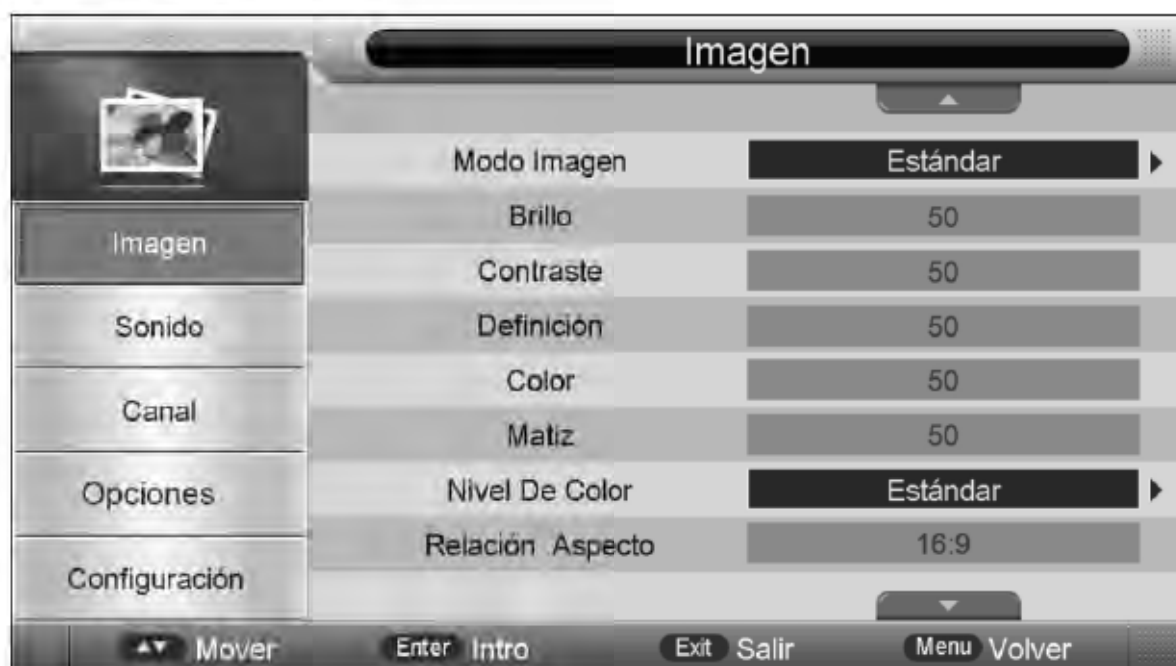 Imagen
Imagen
Sonido
Canal
Opciones
Configuración
Modo Imagen Estándar
Brillo 50
Contraste 50
Definición 50
Color 50
Matiz 50
Nivel De Color Estándar
Relación Aspecto 16:9
Mover Enter Intro Exit Salir Menu Volver